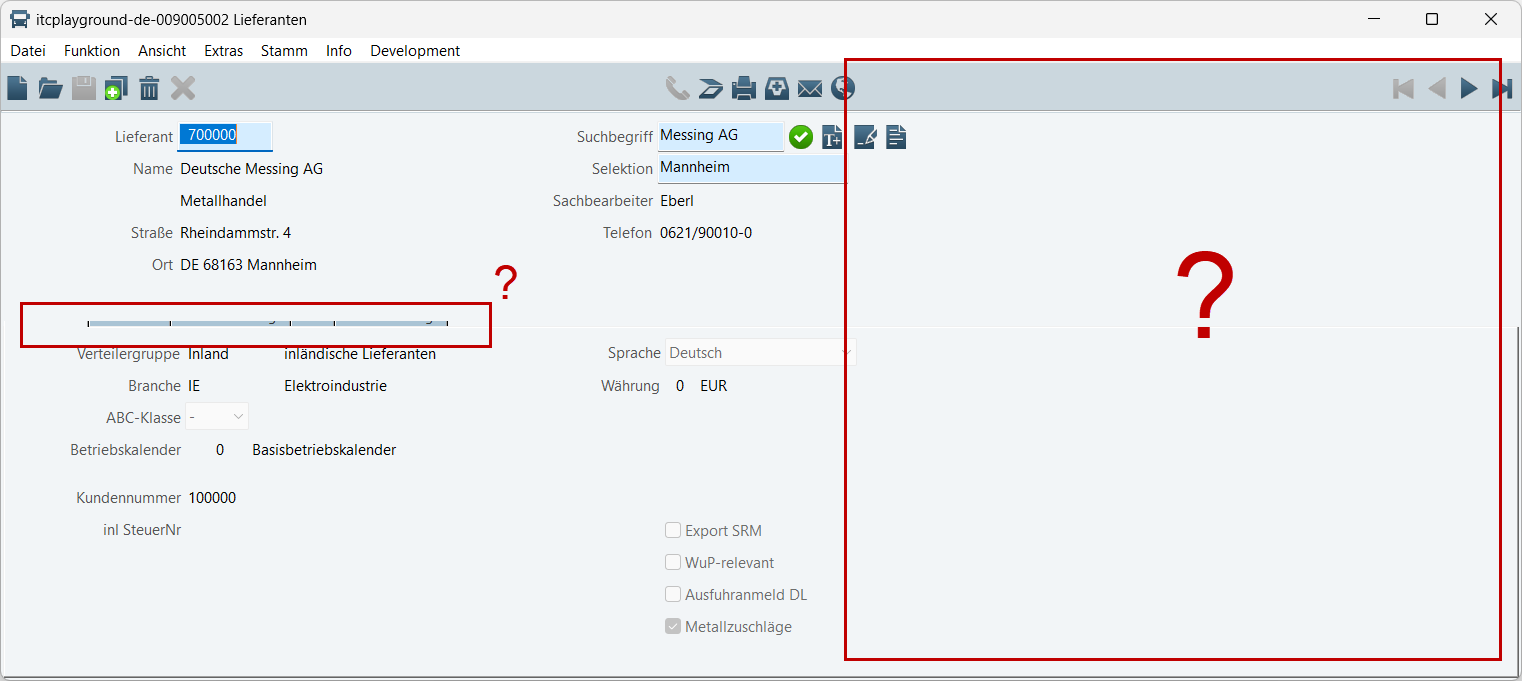 itcplayground-de-009005002 Lieferanten
Datei Funktion Ansicht Extras Stamm Info Development
Lieferant 700000 Suchbegriff Messing AG
Name Deutsche Messing AG Selektion Mannheim
Metallhandel Sachbearbeiter Eberl
Straße Rheindammstr. 4 Telefon 0621/90010-0
Ort DE 68163 Mannheim
?
?
Verteilergruppe Inland inländische Lieferanten Sprache Deutsch
Branche IE Elektroindustrie Währung 0 EUR
ABC-Klasse -
Betriebskalender 0 Basisbetriebskalender
Kundennummer 100000
inl SteuerNr Export SRM
WuP-relevant
Ausfuhranmeld DL
Metallzuschläge